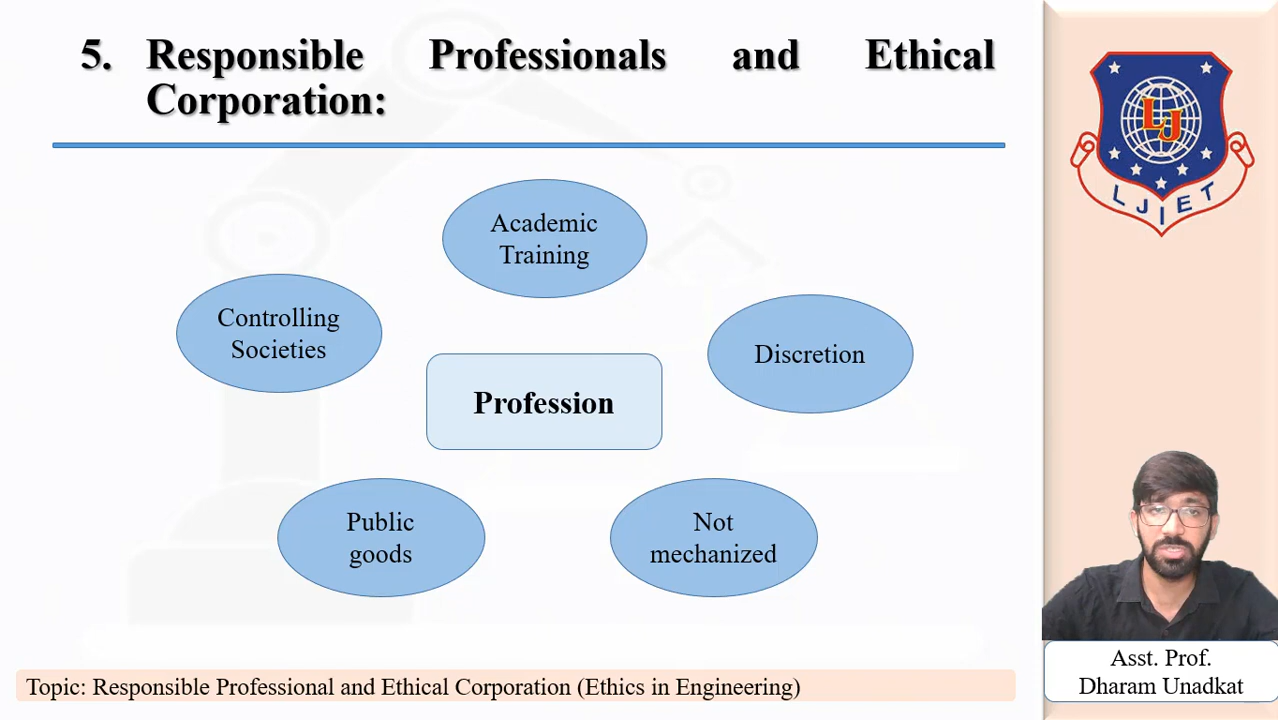 5. Responsible Professionals and Ethical
Corporation:
Academic
Training
Controlling
Societies
Discretion
Profession
Public
goods
Not
mechanized
Topic: Responsible Professional and Ethical Corporation (Ethics in Engineering)
LJ
LJIET
Asst. Prof.
Dharam Unadkat